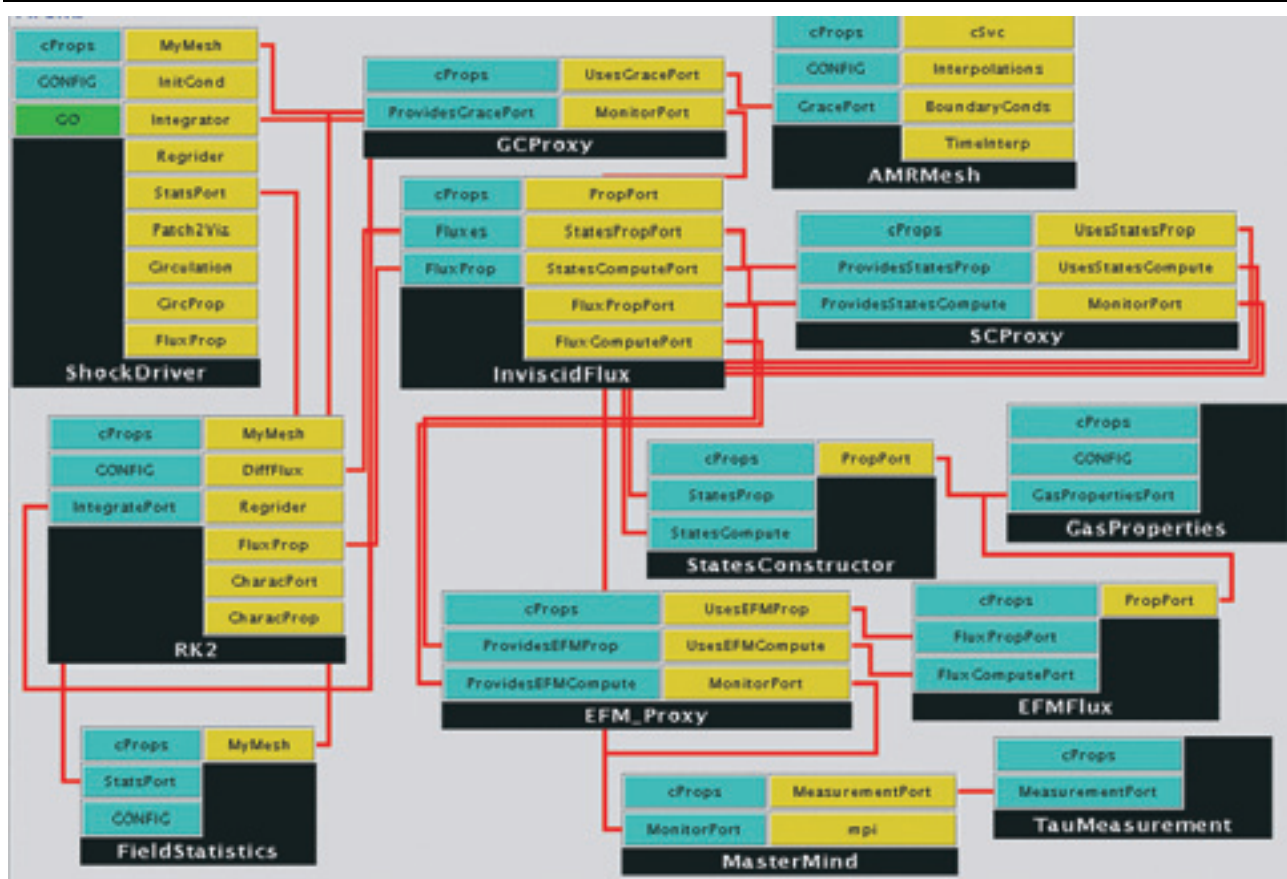 cProps MyMesh
CONFIG InitCond
GO Integrator
Regrider
StatsPort
Patch2Viz
Circulation
CircProp
FluxProp
ShockDriver
cProps UsesGracePort
ProvidesGracePort MonitorPort
GCProxy
cProps cSvc
CONFIG Interpolations
GracePort BoundaryConds
TimeInterp
AMRMesh
cProps PropPort
Fluxes StatesPropPort
FluxProp StatesComputePort
FluxPropPort
FluxComputePort
InviscidFlux
cProps UsesStatesProp
ProvidesStatesProp UsesStatesCompute
ProvidesStatesCompute MonitorPort
SCProxy
cProps MyMesh
CONFIG DiffFlux
IntegratePort Regrider
FluxProp
CharacPort
CharacProp
RK2
cProps PropPort
StatesProp
StatesCompute
StatesConstructor
cProps
CONFIG
GasPropertiesPort
GasProperties
cProps UsesEFMProp
ProvidesEFMProp UsesEFMCompute
ProvidesEFMCompute MonitorPort
EFM_Proxy
cProps PropPort
FluxPropPort
FluxComputePort
EFMFlux
cProps MyMesh
StatsPort
CONFIG
FieldStatistics
cProps MeasurementPort
MonitorPort mpi
MasterMind
cProps
MeasurementPort
TauMeasurement